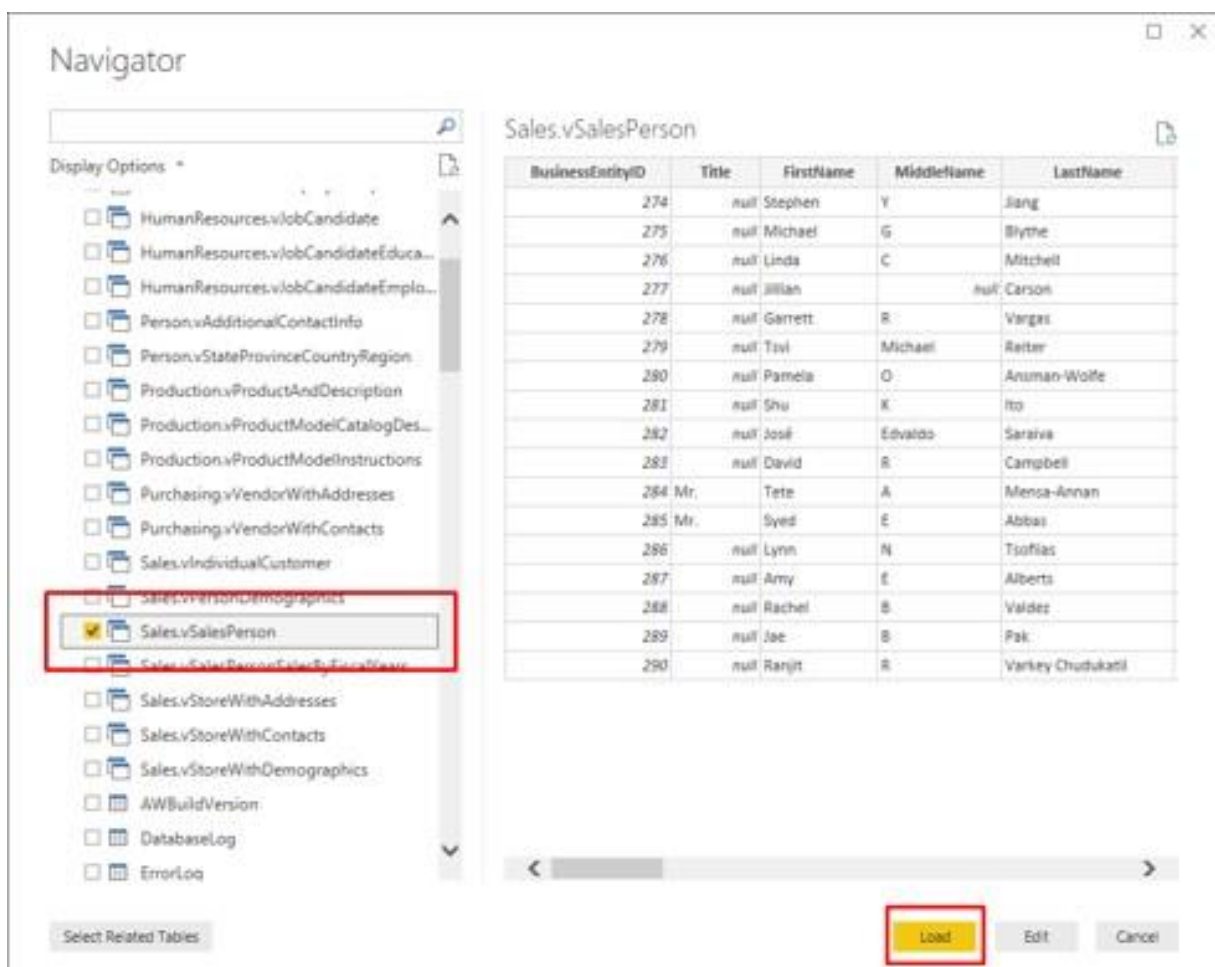 Navigator
Display Options
HumanResources.vJobCandidate
HumanResources.vJobCandidateEduca...
HumanResources.vJobCandidateEmplo...
Person.vAdditionalContactInfo
Person.vStateProvinceCountryRegion
Production.vProductAndDescription
Production.vProductModelCatalogDes...
Production.vProductModelInstructions
Purchasing.vVendorWithAddresses
Purchasing.vVendorWithContacts
Sales.vIndividualCustomer
Sales.vPersonDemographics
Sales.vSalesPerson
Sales.vSalesPersonSalesByFiscalYears
Sales.vStoreWithAddresses
Sales.vStoreWithContacts
Sales.vStoreWithDemographics
AWBuildVersion
DatabaseLog
ErrorLog
Select Related Tables
Sales.vSalesPerson
BusinessEntityID Title FirstName MiddleName LastName
274 null Stephen Y Jiang
275 null Michael G Blythe
276 null Linda C Mitchell
277 null Jillian null Carson
278 null Garrett R Vargas
279 null Tsvi Michael Reiter
280 null Pamela O Ansman-Wolfe
281 null Shu K Ito
282 null José Edvaldo Saraiva
283 null David R Campbell
284 Mr. Tete A Mensa-Annan
285 Mr. Syed E Abbas
286 null Lynn N Tsoflias
287 null Amy E Alberts
288 null Rachel B Valdez
289 null Jae B Pak
290 null Ranjit R Varkey Chudukatil
Load Edit Cancel